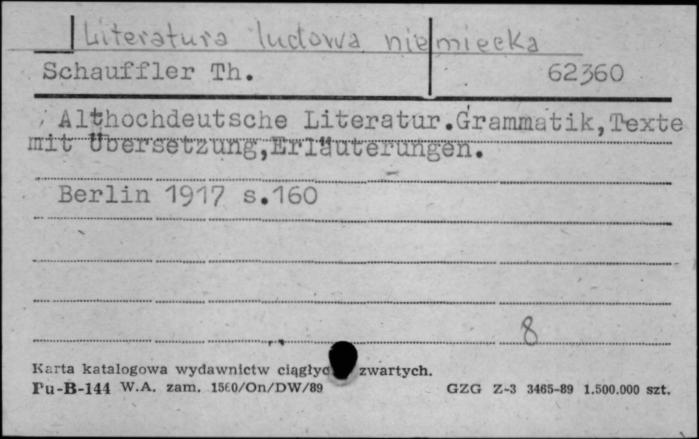 Literatura ludowa niemiecka
Schauffler Th. 62360
Althochdeutsche Literatur.Grammatik,Texte
mit Übersetzung,Erläuterungen.
Berlin 1917 s.160
8
Karta katalogowa wydawnictw ciągłyc zwartych.
Pu-B-144 W.A. zam. 1560/On/DW/89 GZG Z-3 3465-89 1.500.000 szt.